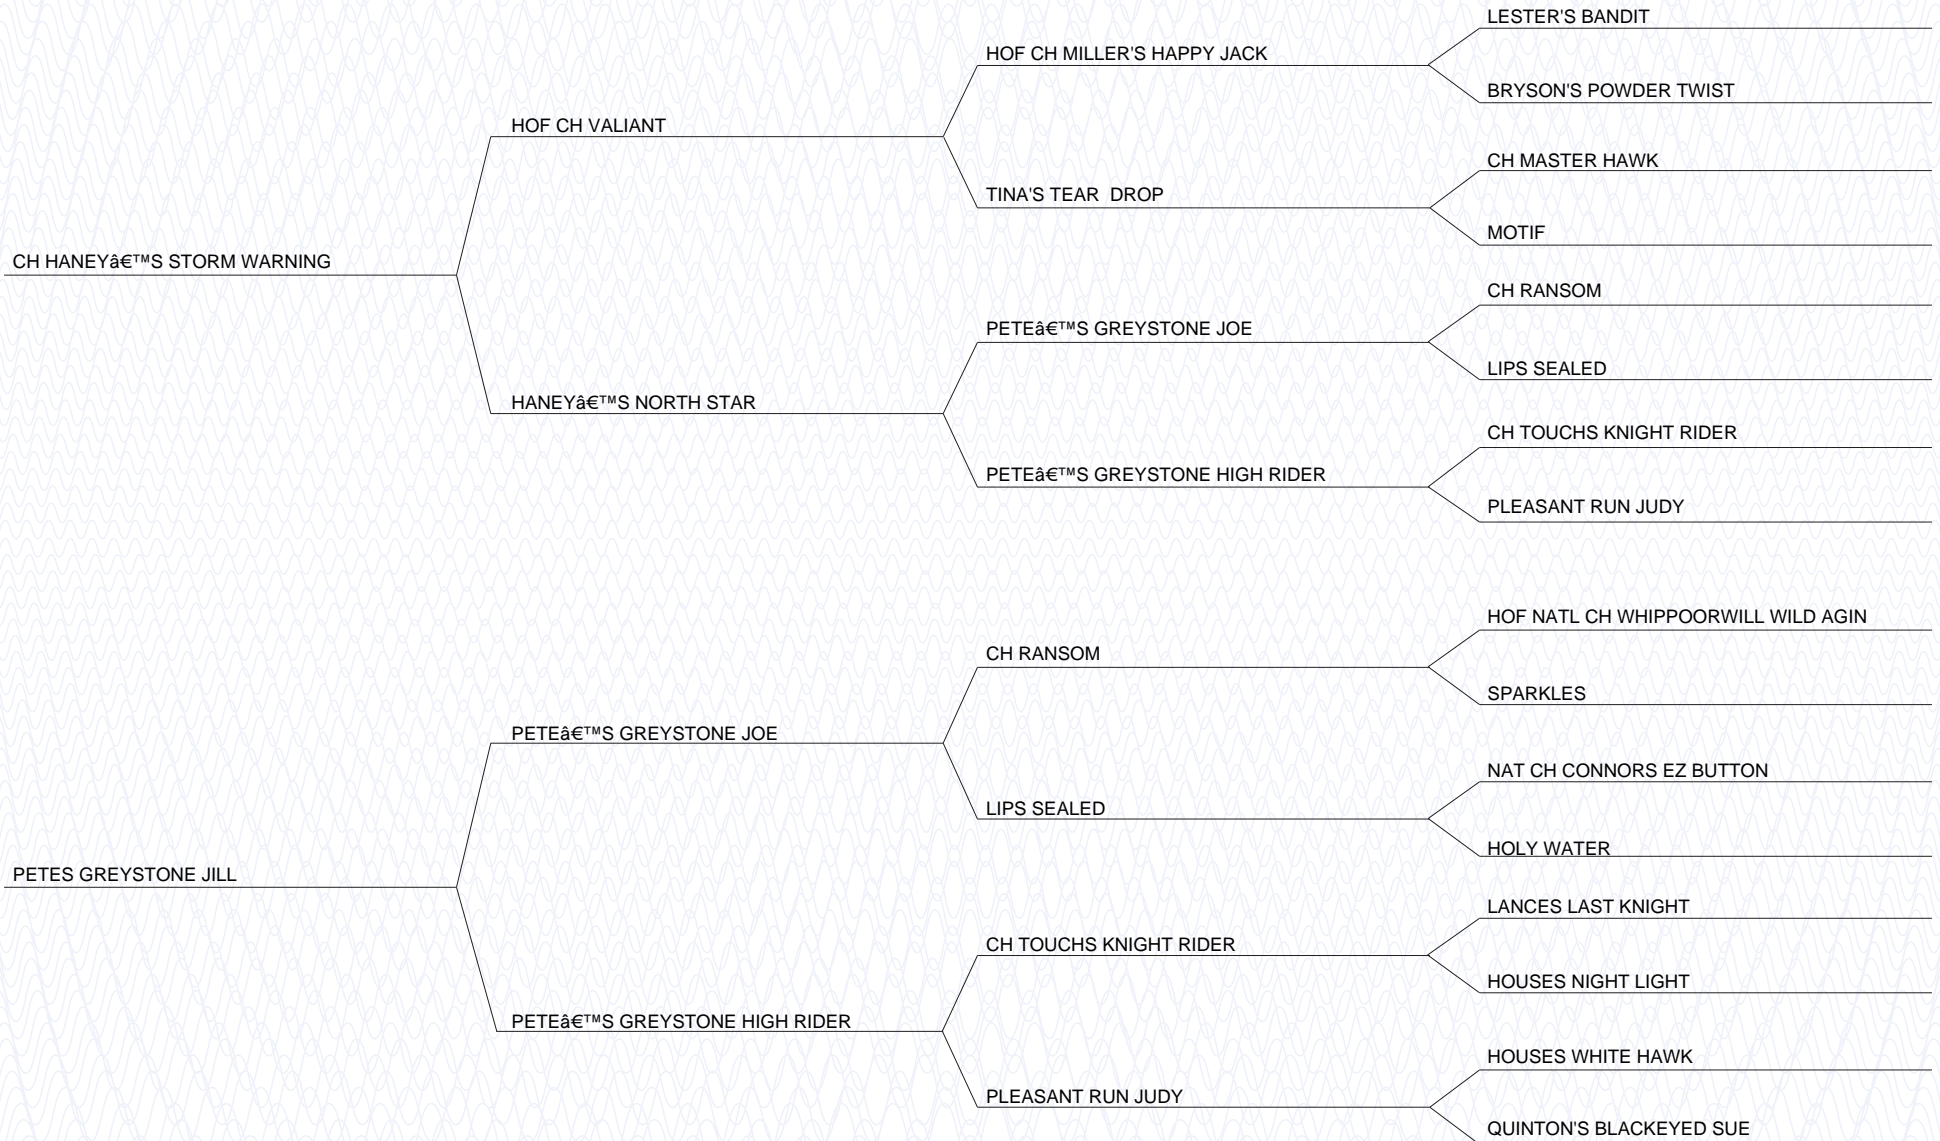 LESTER'S BANDIT
HOF CH MILLER'S HAPPY JACK
BRYSON'S POWDER TWIST
HOF CH VALIANT
CH MASTER HAWK
TINA'S TEAR  DROP
MOTIF
CH HANEYâ€™S STORM WARNING
CH RANSOM
PETEâ€™S GREYSTONE JOE
LIPS SEALED
HANEYâ€™S NORTH STAR
CH TOUCHS KNIGHT RIDER
PETEâ€™S GREYSTONE HIGH RIDER
PLEASANT RUN JUDY
HOF NATL CH WHIPPOORWILL WILD AGIN
CH RANSOM
SPARKLES
PETEâ€™S GREYSTONE JOE
NAT CH CONNORS EZ BUTTON
LIPS SEALED
HOLY WATER
PETES GREYSTONE JILL
LANCES LAST KNIGHT
CH TOUCHS KNIGHT RIDER
HOUSES NIGHT LIGHT
PETEâ€™S GREYSTONE HIGH RIDER
HOUSES WHITE HAWK
PLEASANT RUN JUDY
QUINTON'S BLACKEYED SUE